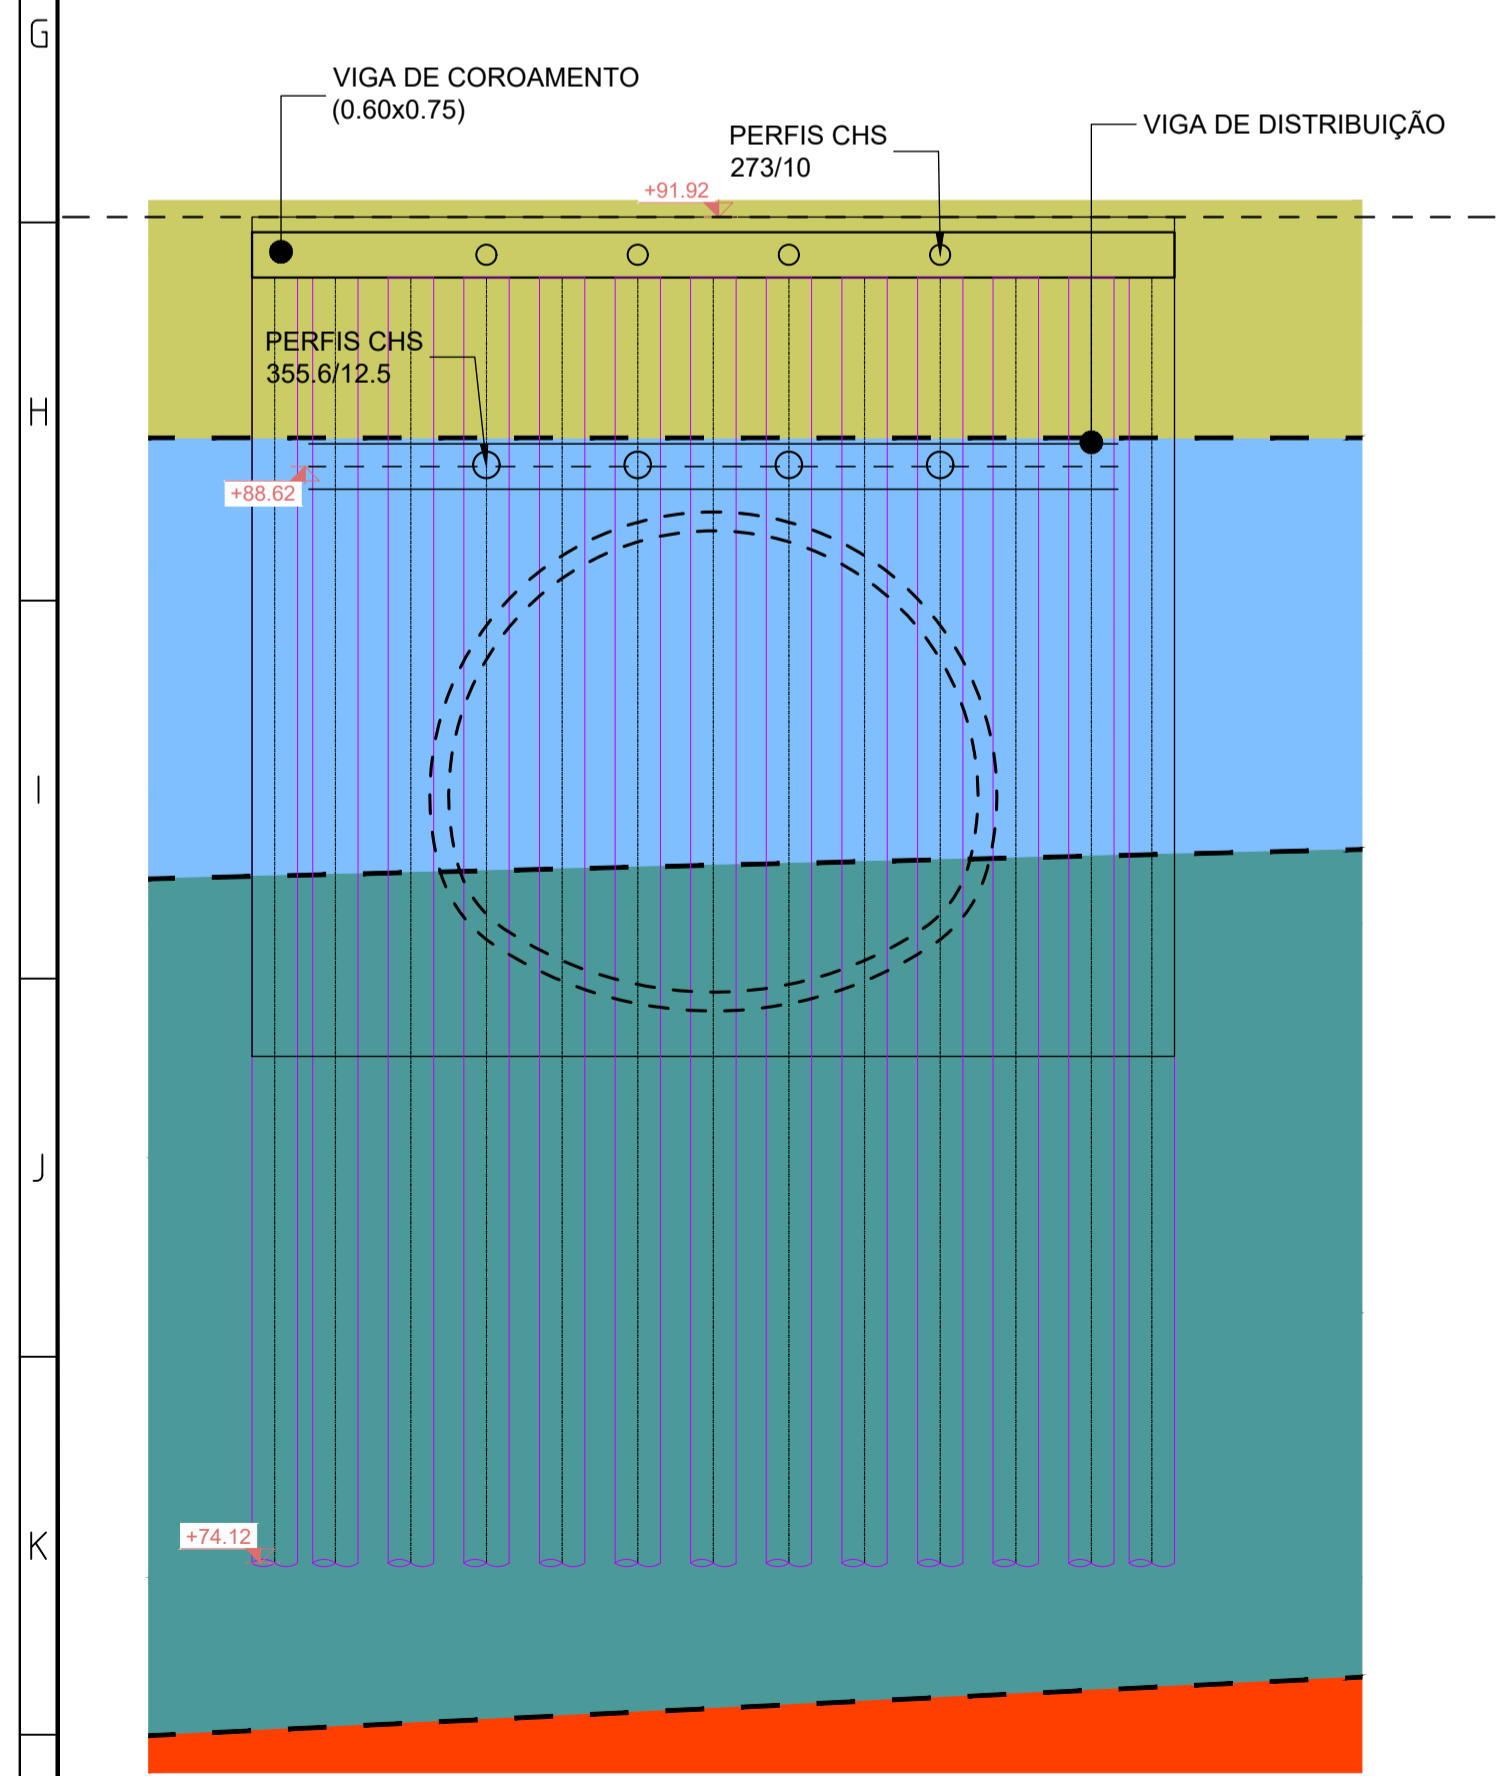 G
VIGA DE COROAMENTO
(0.60x0.75)
PERFIS CHS
273/10
VIGA DE DISTRIBUIÇÃO
+91.92
PERFIS CHS
355.6/12.5
H
+88.62
I
J
+74.12
K